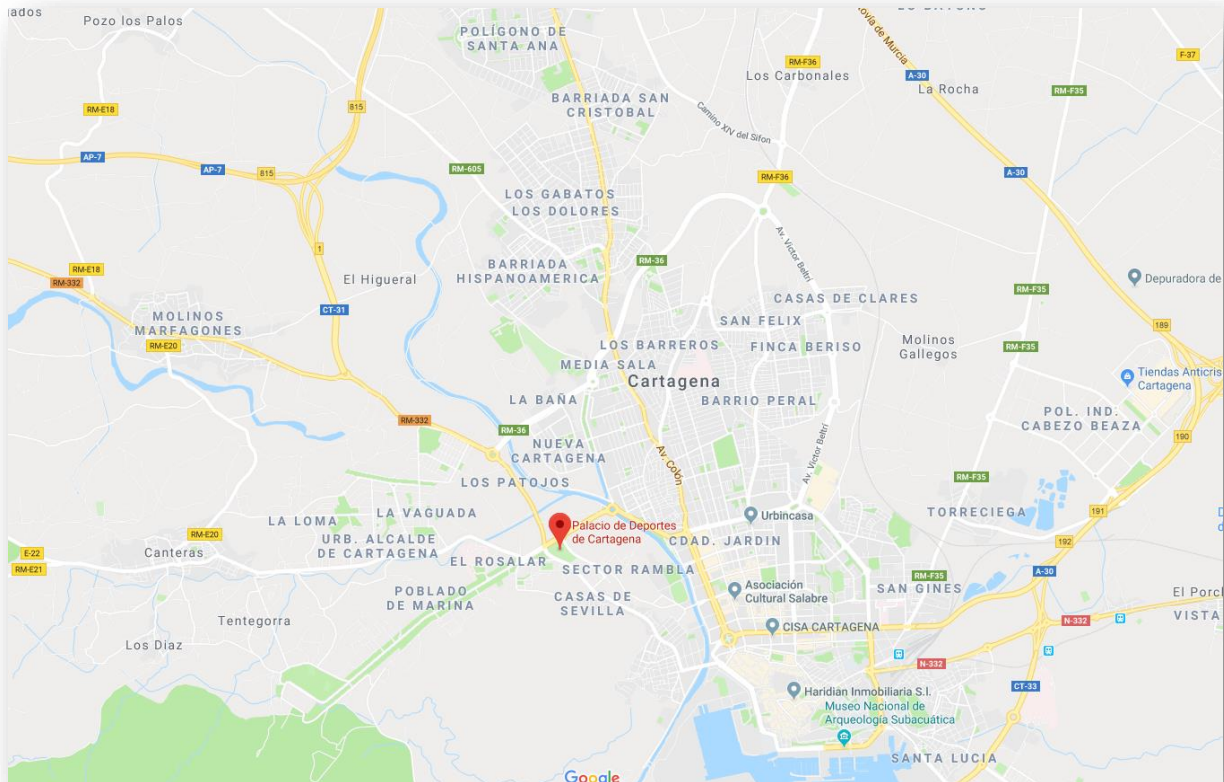 ados
Pozo los Palos
POLÍGONO DE
SANTA ANA
Autovía de Murcia
RM-F36
F-37
Los Carbonales
A-30
La Rocha
RM-F35
RM-E18
815
BARRIADA SAN
CRISTOBAL
Camino XIV del Sifon
AP-7
AP-7
815
RM-605
RM-F36
A-30
LOS GABATOS
LOS DOLORES
Av. Víctor Beltrí
1
RM-E18
RM-332
El Higueral
BARRIADA
HISPANOAMERICA
RM-36
Depuradora de
RM-F35
CASAS DE CLARES
CT-31
MOLINOS
MARFAGONES
RM-E20
SAN FELIX
189
LOS BARREROS
FINCA BERISO
Molinos
Gallegos
RM-F35
MEDIA SALA
Cartagena
Tiendas Anticris
Cartagena
LA BAÑA
BARRIO PERAL
RM-332
RM-36
POL. IND.
CABEZO BEAZA
190
NUEVA
CARTAGENA
Av. Colón
Av. Víctor Beltrí
LOS PATOJOS
RM-F35
LA VAGUADA
LA LOMA
Palacio de Deportes
de Cartagena
Urbincasa
TORRECIEGA
191
RM-E20
URB. ALCALDE
DE CARTAGENA
CDAD. JARDIN
192
E-22
Canteras
RM-E21
EL ROSALAR
SECTOR RAMBLA
A-30
RM-F35
POBLADO
DE MARINA
CASAS DE
SEVILLA
Asociación
Cultural Salabre
SAN GINES
El Porc
VISTA
Tentegorra
CISA CARTAGENA
N-332
Los Diaz
N-332
CT-33
Haridian Inmobiliaria S.l.
Museo Nacional de
Arqueología Subacuática
SANTA LUCIA
Google